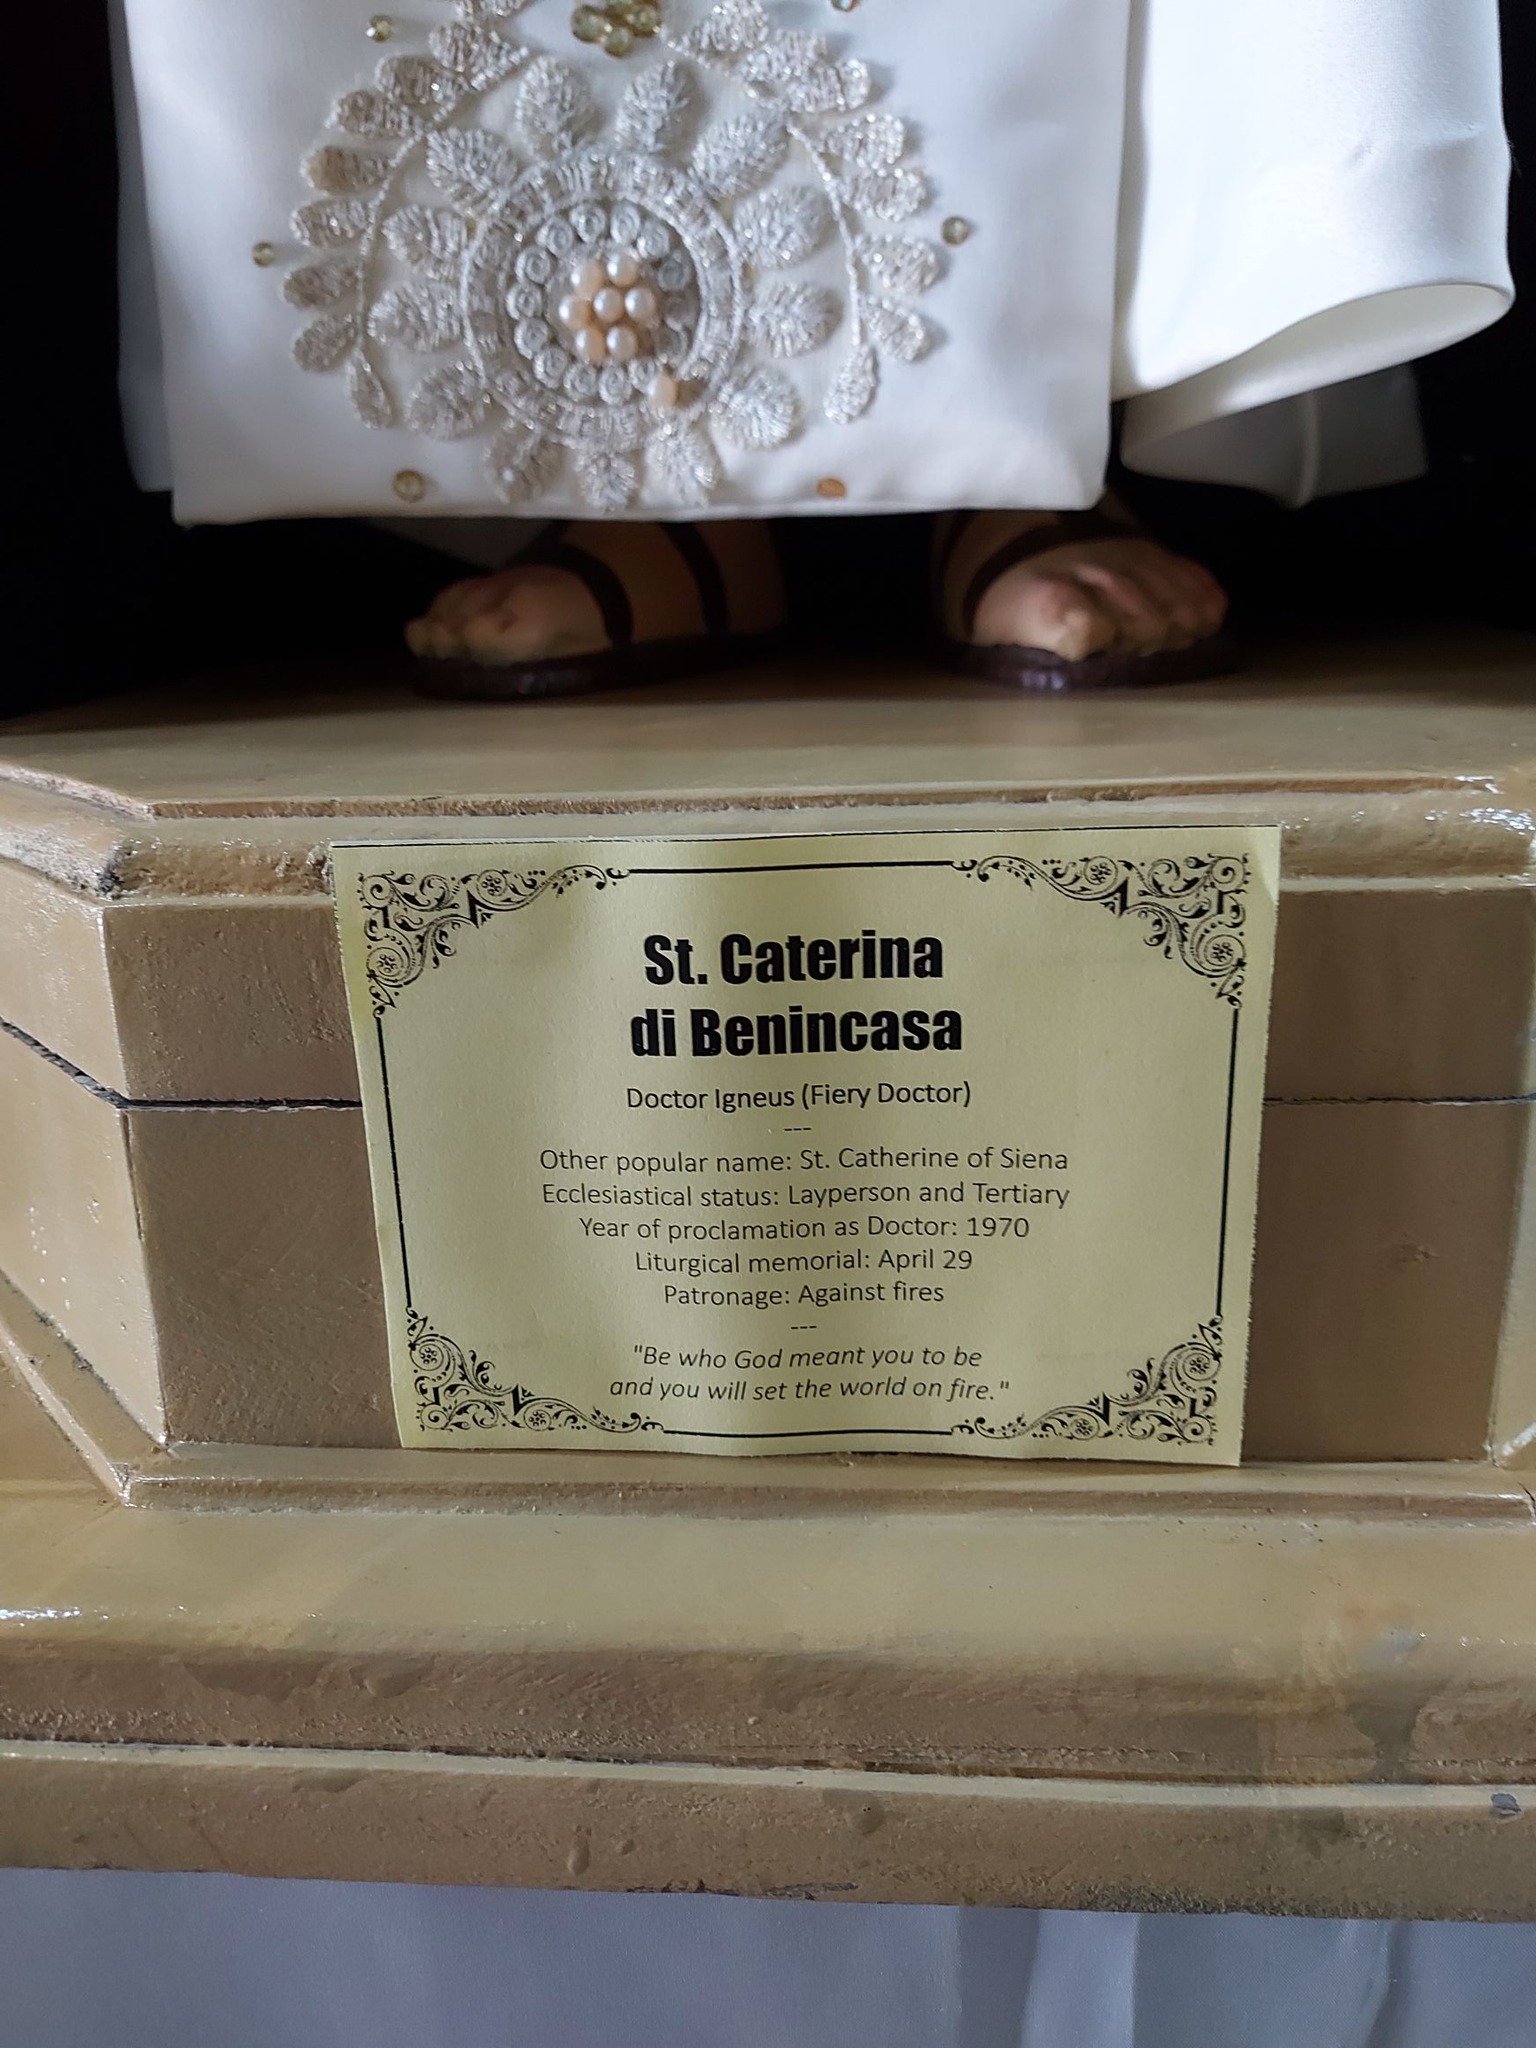 St. Caterina
di Benincasa
Doctor Igneus (Fiery Doctor)
---
Other popular name: St. Catherine of Siena
Ecclesiastical status: Layperson and Tertiary
Year of proclamation as Doctor: 1970
Liturgical memorial: April 29
Patronage: Against fires
---
"Be who God meant you to be
and you will set the world on fire."